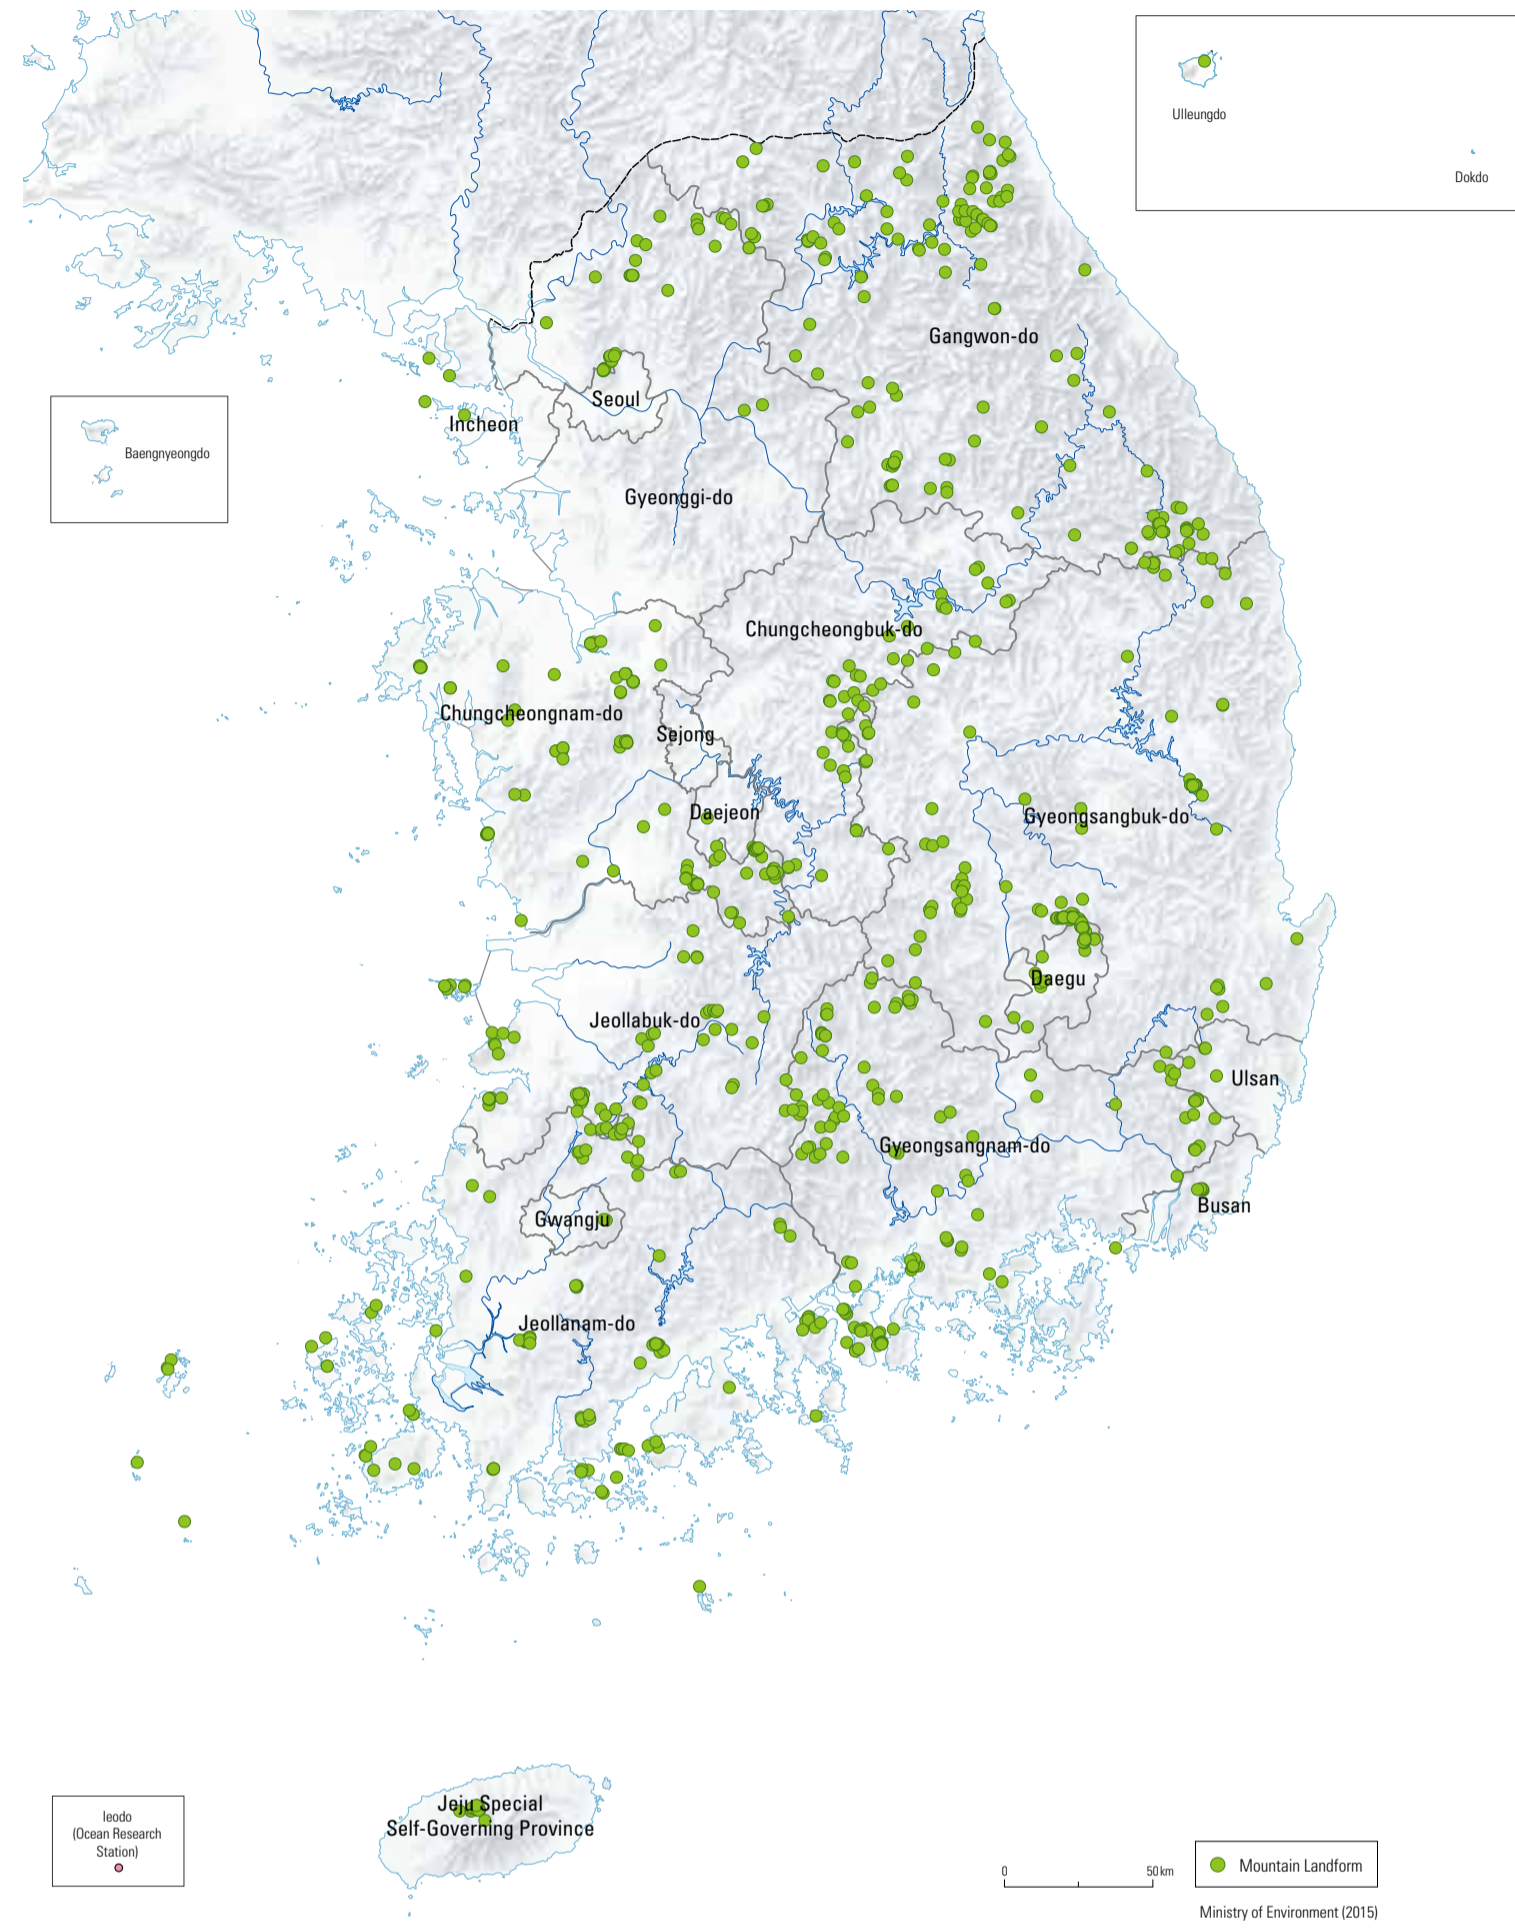 Ulleungdo
Dokdo
Gangwon-do
Seoul
Incheon
Baengnyeongdo
Gyeonggi-do
Chungcheongbuk-do
Chungcheongnam-do
Sejong
Daejeon
Gyeongsangbuk-do
Daegu
Jeollabuk-do
Ulsan
Gyeongsangnam-do
Busan
Gwangju
Jeollanam-do
Jeju Special
Self-Governing Province
Ieodo
(Ocean Research
Station)
0 50 km
Mountain Landform
Ministry of Environment (2015)